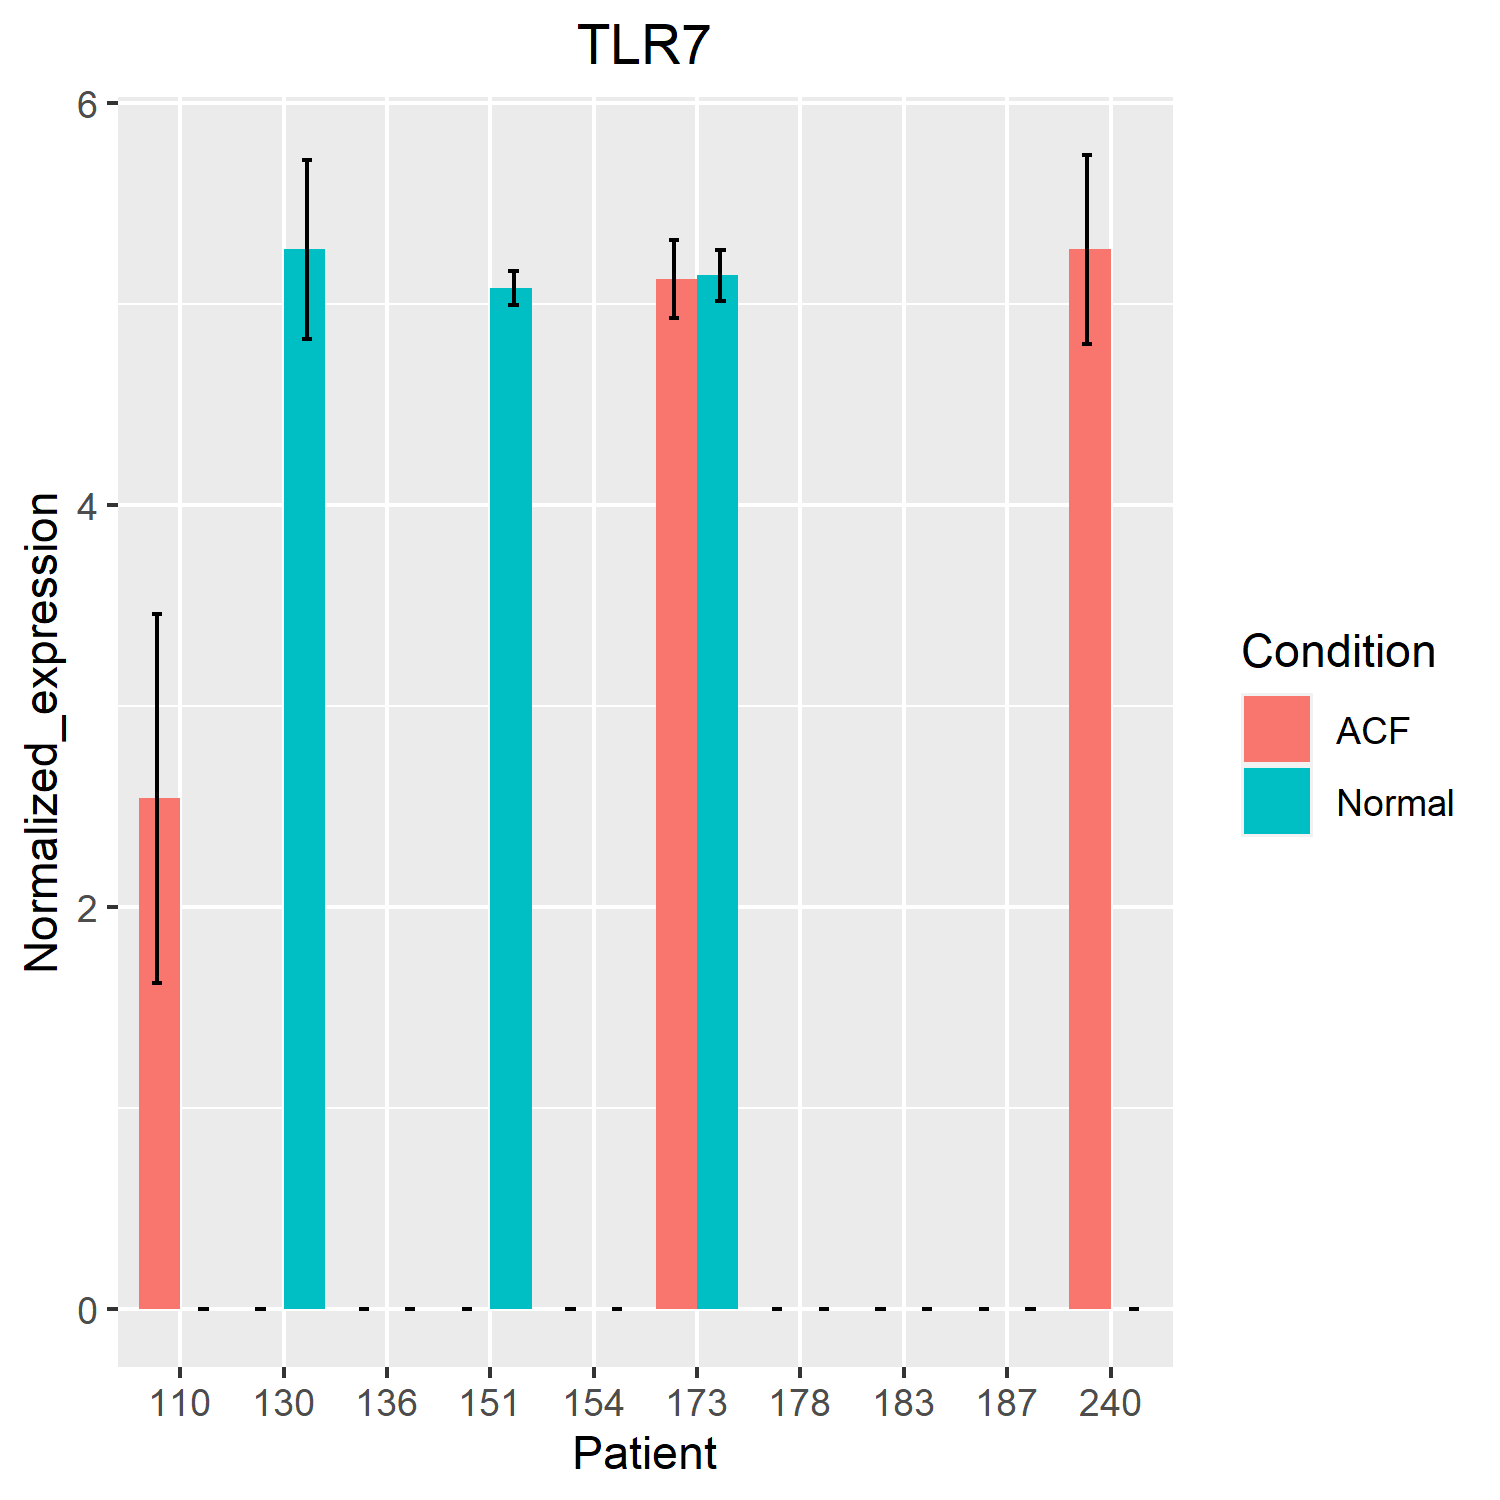 TLR7
6
4
2
0
Normalized_expression
110 130 136 151 154 173 178 183 187 240
Patient
Condition
ACF
Normal